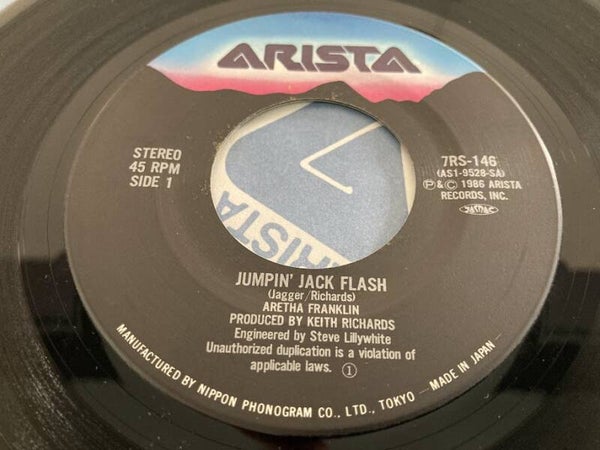 ARISTA
STEREO
45 RPM
SIDE 1
7RS-146
(AS1-9528-SA)
℗&© 1986 ARISTA
RECORDS, INC.
ARISTA
JUMPIN' JACK FLASH
(Jagger/Richards)
ARETHA FRANKLIN
PRODUCED BY KEITH RICHARDS
Engineered by Steve Lillywhite
Unauthorized duplication is a violation of
applicable laws. ①
MANUFACTURED BY NIPPON PHONOGRAM CO., LTD., TOKYO — MADE IN JAPAN —